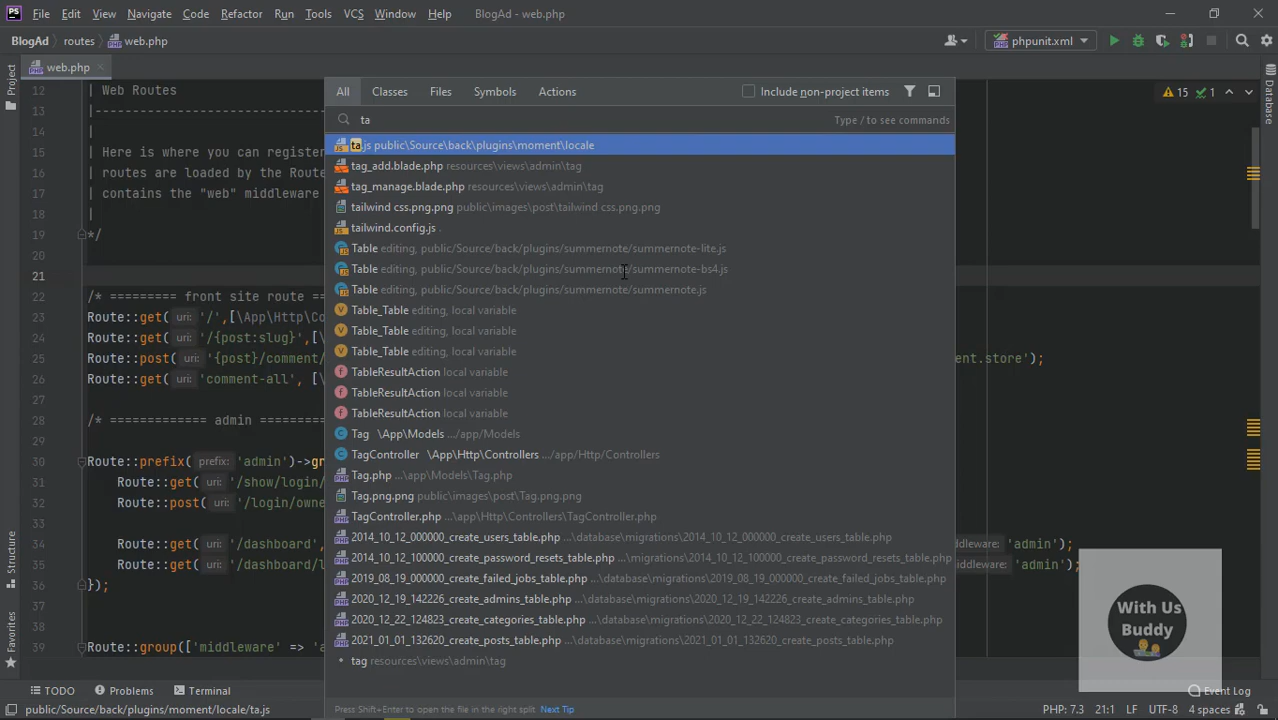 PS File Edit View Navigate Code Refactor Run Tools VCS Window Help BlogAd - web.php
BlogAd routes web.php phpunit.xml
Project
web.php
Database
15 1
All Classes Files Symbols Actions Include non-project items
ta Type / to see commands
ta.js public\Source\back\plugins\moment\locale
tag_add.blade.php resources\views\admin\tag
tag_manage.blade.php resources\views\admin\tag
tailwind css.png.png public\images\post\tailwind css.png.png
tailwind.config.js .
Table editing, public/Source/back/plugins/summernote/summernote-lite.js
Table editing, public/Source/back/plugins/summernote/summernote-bs4.js
Table editing, public/Source/back/plugins/summernote/summernote.js
Table_Table editing, local variable
Table_Table editing, local variable
Table_Table editing, local variable
TableResultAction local variable
TableResultAction local variable
TableResultAction local variable
Tag \App\Models .../app/Models
TagController \App\Http\Controllers .../app/Http/Controllers
Tag.php ...\app\Models\Tag.php
Tag.png.png public\images\post\Tag.png.png
TagController.php ...\app\Http\Controllers\TagController.php
2014_10_12_000000_create_users_table.php ...\database\migrations\2014_10_12_000000_create_users_table.php
2014_10_12_100000_create_password_resets_table.php ...\migrations\2014_10_12_100000_create_password_resets_table.php
2019_08_19_000000_create_failed_jobs_table.php ...\database\migrations\2019_08_19_000000_create_failed_jobs_table.php
2020_12_19_142226_create_admins_table.php ...\database\migrations\2020_12_19_142226_create_admins_table.php
2020_12_22_124823_create_categories_table.php ...\database\migrations\2020_12_22_124823_create_categories_table.php
2021_01_01_132620_create_posts_table.php ...\database\migrations\2021_01_01_132620_create_posts_table.php
tag resources\views\admin\tag
Press Shift+Enter to open the file in the right split Next Tip
12 | Web Routes
13 |--------------------------------
14 |
15 | Here is where you can register
16 | routes are loaded by the Route
17 | contains the "web" middleware
18 |
19 */
20
21
22 /* ========= front site route ==
23 Route::get( uri: '/',[\App\Http\Co
24 Route::get( uri: '/{post:slug}',[\
25 Route::post( uri: '{post}/comment/ ent.store');
26 Route::get( uri: 'comment-all', [\
27
28 /* ============= admin =========
29
30 Route::prefix( prefix: 'admin')->gr
31 Route::get( uri: '/show/login/
32 Route::post( uri: '/login/owne
33
34 Route::get( uri: '/dashboard', ddleware: 'admin');
35 Route::get( uri: '/dashboard/l iddleware: 'admin');
36 });
37
38
39 Route::group(['middleware' => 'a
With Us
Buddy
Structure
Favorites
TODO Problems Terminal Event Log
public/Source/back/plugins/moment/locale/ta.js PHP: 7.3 21:1 LF UTF-8 4 spaces